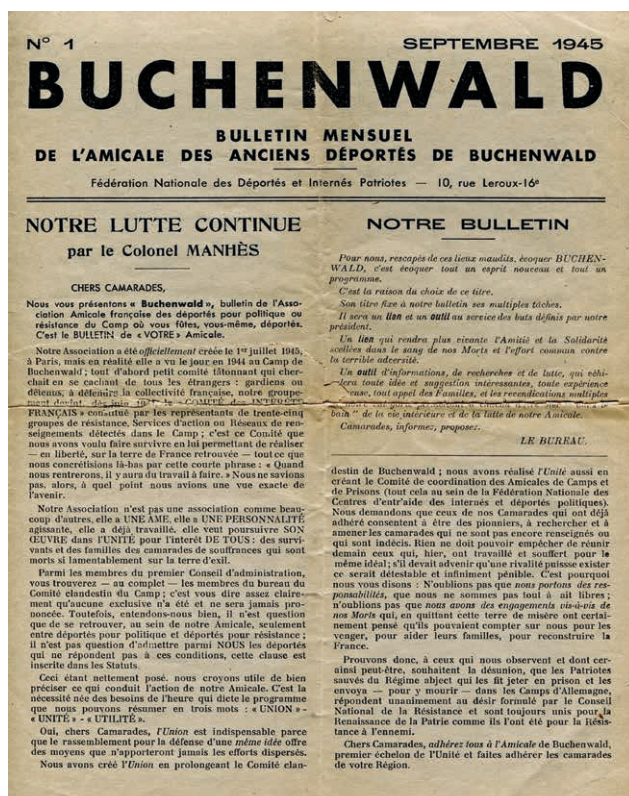 Nº 1
SEPTEMBRE 1945
BUCHENWALD
BULLETIN MENSUEL
DE L'AMICALE DES ANCIENS DÉPORTÉS DE BUCHENWALD
Fédération Nationale des Déportés et Internés Patriotes — 10, rue Leroux-16e
NOTRE LUTTE CONTINUE
par le Colonel MANHÈS
CHERS CAMARADES,
Nous vous présentons « Buchenwald », bulletin de l'Asso-
ciation Amicale française des déportés pour politique ou
résistance du Camp où vous fûtes, vous-même, déportés.
C'est le BULLETIN de « VOTRE » Amicale.
Notre Association a été officiellement créée le 1er juillet 1945,
à Paris, mais en réalité elle a vu le jour en 1944 au Camp de
Buchenwald ; tout d'abord petit comité tâtonnant qui cher-
chait en se cachant de tous les étrangers : gardiens ou
détenus, à défendre la collectivité française, notre groupe-
ment devint, dès juin 1944, le « COMITÉ DES INTÉRÊTS
FRANÇAIS » constitué par les représentants de trente-cinq
groupes de résistance, Services d'action ou Réseaux de ren-
seignements détectés dans le Camp ; c'est ce Comité que
nous avons voulu faire survivre en lui permettant de réaliser
— en liberté, sur la terre de France retrouvée — tout ce que
nous concrétisions là-bas par cette courte phrase : « Quand
nous rentrerons, il y aura du travail à faire. » Nous ne savions
pas, alors, à quel point nous avions une vue exacte de
l'avenir.
Notre Association n'est pas une association comme beau-
coup d'autres, elle a UNE AME, elle a UNE PERSONNALITÉ
agissante, elle a déjà travaillé, elle veut poursuivre SON
ŒUVRE dans l'UNITÉ pour l'intérêt DE TOUS : des survi-
vants et des familles des camarades de souffrances qui sont
morts si lamentablement sur la terre d'exil.
Parmi les membres du premier Conseil d'administration,
vous trouverez — au complet — les membres du bureau du
Comité clandestin du Camp ; c'est vous dire assez claire-
ment qu'aucune exclusive n'a été et ne sera jamais pro-
noncée. Toutefois, entendons-nous bien, il n'est question
que de se retrouver, au sein de notre Amicale, seulement
entre déportés pour politique et déportés pour résistance ;
il n'est pas question d'admettre parmi NOUS les déportés
qui ne répondent pas à ces conditions, cette clause est
inscrite dans les Statuts.
Ceci étant nettement posé, nous croyons utile de bien
préciser ce qui conduit l'action de notre Amicale. C'est la
nécessité née des besoins de l'heure qui dicte le programme
que nous pouvons résumer en trois mots : « UNION » -
« UNITÉ » - « UTILITÉ ».
Oui, chers Camarades, l'Union est indispensable parce
que le rassemblement pour la défense d'une même idée offre
des moyens que n'apporteront jamais les efforts dispersés.
Nous avons créé l'Union en prolongeant le Comité clan-
NOTRE BULLETIN
Pour nous, rescapés de ces lieux maudits, évoquer BUCHEN-
WALD, c'est évoquer tout un esprit nouveau et tout un
programme.
C'est la raison du choix de ce titre.
Son titre fixe à notre bulletin ses multiples tâches.
Il sera un lien et un outil au service des buts définis par notre
président.
Un lien qui rendra plus vivante l'Amitié et la Solidarité
scellées dans le sang de nos Morts et l'effort commun contre
la terrible adversité.
Un outil d'informations, de recherches et de lutte, qui véhi-
culera toute idée et suggestion intéressantes, toute expérience
tout appel des Familles, et les revendications multiples
bain " de la vie intérieure et de la lutte de notre Amicale.
Camarades, informez, proposez.
LE BUREAU.
destin de Buchenwald ; nous avons réalisé l'Unité aussi en
créant le Comité de coordination des Amicales de Camps et
de Prisons (tout cela au sein de la Fédération Nationale des
Centres d'entr'aide des internés et déportés politiques).
Nous demandons que ceux de nos Camarades qui ont déjà
adhéré consentent à être des pionniers, à rechercher et à
amener les camarades qui ne sont pas encore renseignés ou
qui sont indécis. Rien ne doit pouvoir empêcher de réunir
demain ceux qui, hier, ont travaillé et souffert pour le
même idéal ; s'il devait advenir qu'une rivalité puissse exister
ce serait détestable et infiniment pénible. C'est pourquoi
nous vous disons : N'oublions pas que nous portons des res-
ponsabilités, que nous ne sommes pas tout à ait libres ;
n'oublions pas que nous avons des engagements vis-à-vis de
nos Morts qui, en quittant cette terre de misère ont certai-
nement pensé qu'ils pouvaient compter sur nous pour les
venger, pour aider leurs familles, pour reconstruire la
France.
Prouvons donc, à ceux qui nous observent et dont cer-
ains peut-être, souhaitent la désunion, que les Patriotes
sauvés du Régime abject qui les fit jeter en prison et les
envoya — pour y mourir — dans les Camps d'Allemagne,
répondent unanimement au désir formulé par le Conseil
National de la Résistance et sont toujours unis pour la
Renaissance de la Patrie comme ils l'ont été pour la Résis-
tance à l'ennemi.
Chers Camarades, adhérez tous à l'Amicale de Buchenwald,
premier échelon de l'Unité et faites adhérer les camarades
de votre Région.